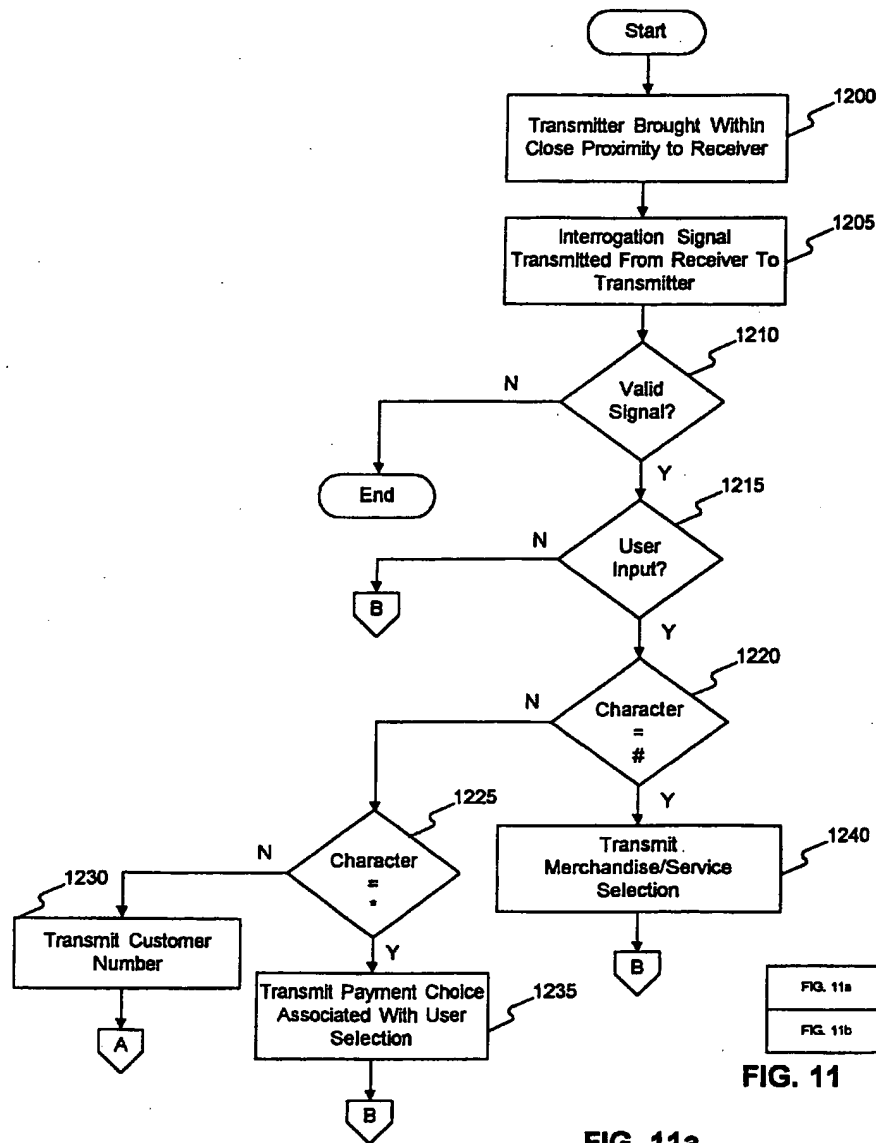 Start
1200
Transmitter Brought Within
Close Proximity to Receiver
1205
Interrogation Signal
Transmitted From Receiver To
Transmitter
1210
Valid
Signal?
N
Y
End
1215
User
Input?
N
B
Y
1220
Character
=
#
N
Y
1225
Character
=
*
N
1240
Transmit
Merchandise/Service
Selection
1230
Transmit Customer
Number
Y
B
1235
Transmit Payment Choice
Associated With User
Selection
A
B
FIG. 11a
FIG. 11b
FIG. 11
FIG. 11a